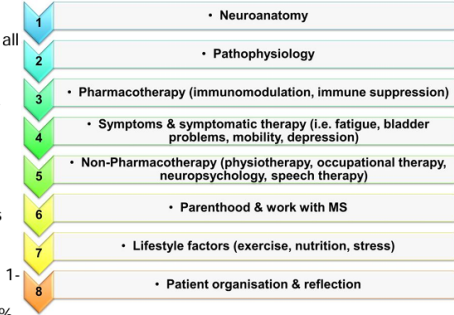 all
1
• Neuroanatomy
2
• Pathophysiology
3
• Pharmacotherapy (immunomodulation, immune suppression)
4
• Symptoms & symptomatic therapy (i.e. fatigue, bladder
problems, mobility, depression)
5
• Non-Pharmacotherapy (physiotherapy, occupational therapy,
neuropsychology, speech therapy)
s
6
• Parenthood & work with MS
7
• Lifestyle factors (exercise, nutrition, stress)
1-
8
• Patient organisation & reflection
%